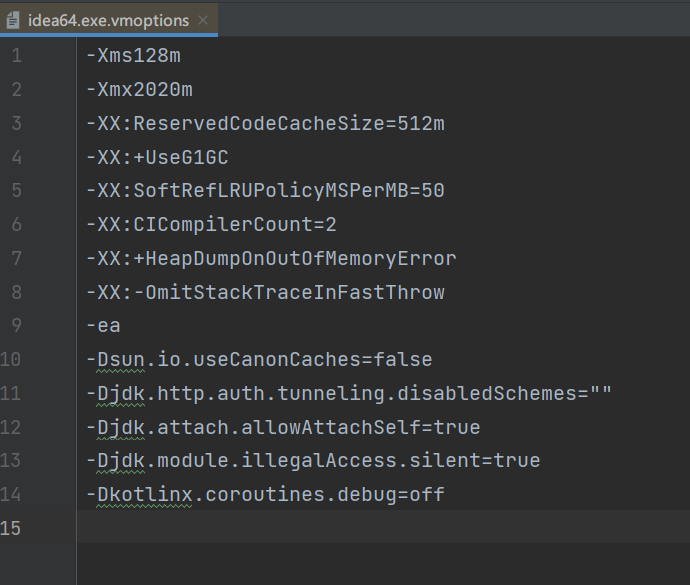 idea64.exe.vmoptions
1 -Xms128m
2 -Xmx2020m
3 -XX:ReservedCodeCacheSize=512m
4 -XX:+UseG1GC
5 -XX:SoftRefLRUPolicyMSPerMB=50
6 -XX:CICompilerCount=2
7 -XX:+HeapDumpOnOutOfMemoryError
8 -XX:-OmitStackTraceInFastThrow
9 -ea
10 -Dsun.io.useCanonCaches=false
11 -Djdk.http.auth.tunneling.disabledSchemes=""
12 -Djdk.attach.allowAttachSelf=true
13 -Djdk.module.illegalAccess.silent=true
14 -Dkotlinx.coroutines.debug=off
15